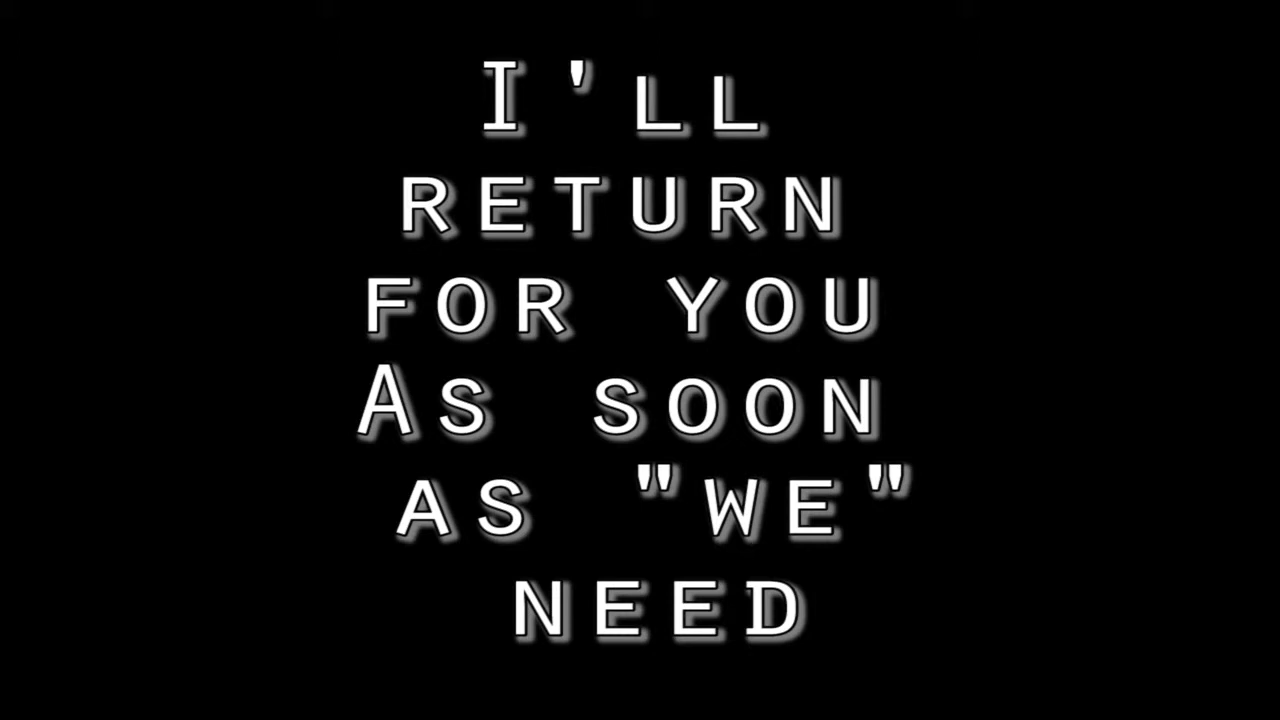 I'll
return
for you
As soon
as "we"
need